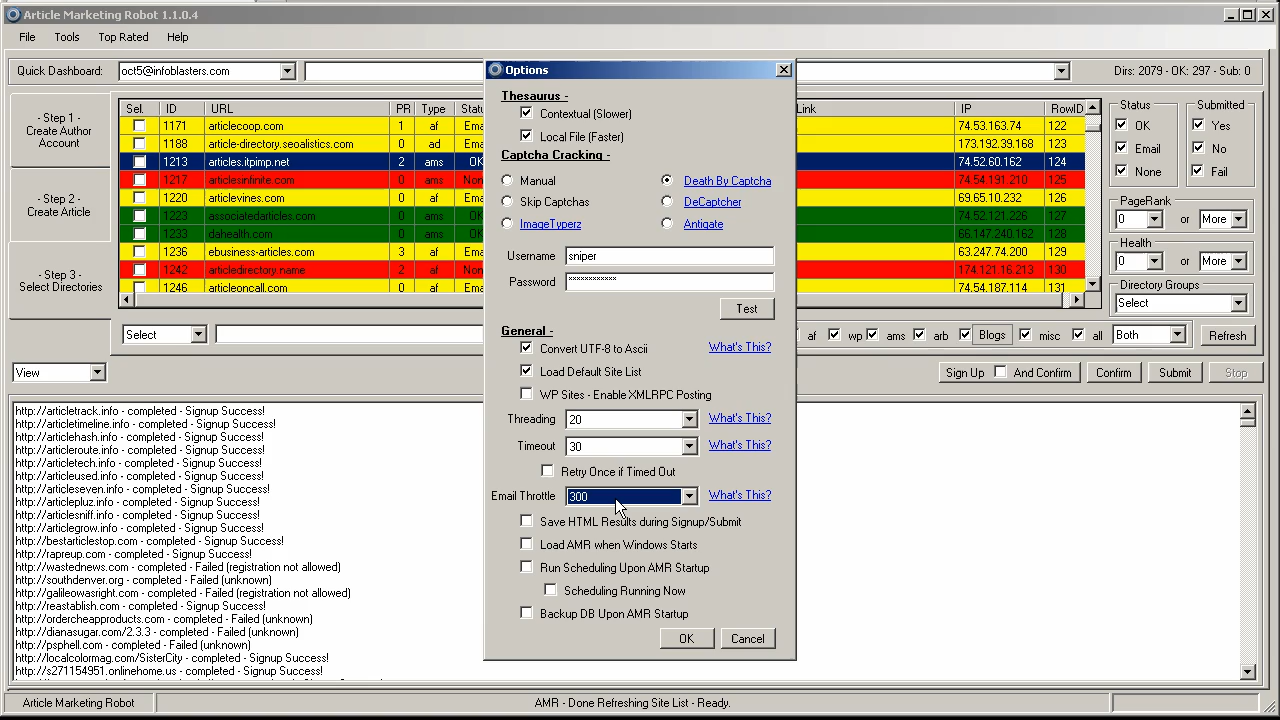 Article Marketing Robot 1.1.0.4
File Tools Top Rated Help
Quick Dashboard: oct5@infoblasters.com Dirs: 2079 - OK: 297 - Sub: 0
- Step 1 -
Create Author
Account
- Step 2 -
Create Article
- Step 3 -
Select Directories
Sel. ID URL PR Type Link IP RowID
1171 articlecoop.com 1 af Ema 74.53.163.74 122
1188 article-directory.seoalistics.com 0 ad Ema 173.192.39.168 123
1213 articles.itpimp.net 2 ams OK 74.52.60.162 124
1217 articlesinfinite.com 0 ams Non 74.54.191.210 125
1220 articlevines.com 0 ams Ema 69.65.10.232 126
1223 associatedarticles.com 0 ams OK 74.52.121.226 127
1233 dahealth.com 0 ams OK 66.147.240.162 128
1236 ebusiness-articles.com 3 af Ema 63.247.74.200 129
1242 articledirectory.name 2 af Non 174.121.16.213 130
1246 articleoncall.com 0 af Ema 74.54.187.114 131
Status
OK
Email
None
Submitted
Yes
No
Fail
PageRank
0 or More
Health
0 or More
Directory Groups
Select
Select af wp ams arb Blogs misc all Both Refresh
View Sign Up And Confirm Confirm Submit Stop
Options
Thesaurus -
Contextual (Slower)
Local File (Faster)
Captcha Cracking -
Manual Death By Captcha
Skip Captchas DeCaptcher
ImageTyperz Antigate
Username sniper
Password ************
Test
General -
Convert UTF-8 to Ascii What's This?
Load Default Site List
WP Sites - Enable XMLRPC Posting
Threading 20 What's This?
Timeout 30 What's This?
Retry Once if Timed Out
Email Throttle 300 What's This?
Save HTML Results during Signup/Submit
Load AMR when Windows Starts
Run Scheduling Upon AMR Startup
Scheduling Running Now
Backup DB Upon AMR Startup
OK Cancel
http://articletrack.info - completed - Signup Success!
http://articletimeline.info - completed - Signup Success!
http://articlehash.info - completed - Signup Success!
http://articleroute.info - completed - Signup Success!
http://articletech.info - completed - Signup Success!
http://articleused.info - completed - Signup Success!
http://articleseven.info - completed - Signup Success!
http://articlepluz.info - completed - Signup Success!
http://articlesniff.info - completed - Signup Success!
http://articlegrow.info - completed - Signup Success!
http://bestarticlestop.com - completed - Signup Success!
http://rapreup.com - completed - Signup Success!
http://wastednews.com - completed - Failed (registration not allowed)
http://southdenver.org - completed - Failed (unknown)
http://galileowasright.com - completed - Failed (registration not allowed)
http://reastablish.com - completed - Signup Success!
http://ordercheapproducts.com - completed - Failed (unknown)
http://dianasugar.com/2.3.3 - completed - Failed (unknown)
http://psphell.com - completed - Failed (unknown)
http://localcolormag.com/SisterCity - completed - Signup Success!
http://s271154951.onlinehome.us - completed - Signup Success!
Article Marketing Robot AMR - Done Refreshing Site List - Ready.